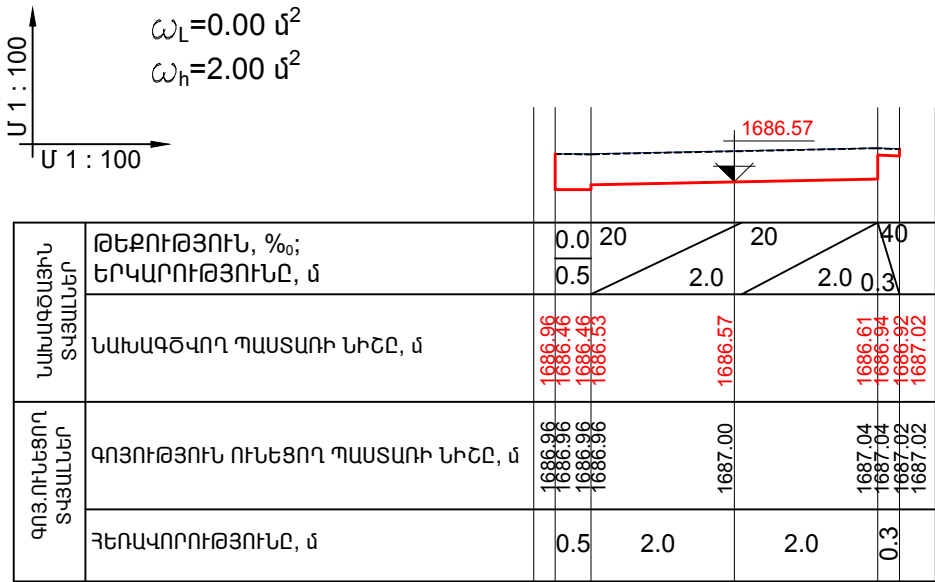 Մ 1 : 100
Մ 1 : 100
ωL=0.00 մ²
ωh=2.00 մ²
1686.57
ՆԱԽԱԳԾԱՅԻՆ ՏՎՅԱԼՆԵՐ
ԹԵՔՈՒԹՅՈՒՆ, %₀;
ԵՐԿԱՐՈՒԹՅՈՒՆԸ, մ
0.0 20 20 40
0.5 2.0 2.0 0.3
ՆԱԽԱԳԾՎՈՂ ՊԱՍՏԱՌԻ ՆԻՇԸ, մ
1686.96 1686.46 1686.46 1686.53 1686.57 1686.61 1686.94 1686.92 1687.02
ԳՈՅ.ՈՒՆԵՑՈՂ ՏՎՅԱԼՆԵՐ
ԳՈՅՈՒԹՅՈՒՆ ՈՒՆԵՑՈՂ ՊԱՍՏԱՌԻ ՆԻՇԸ, մ
1686.96 1686.96 1686.96 1686.96 1687.00 1687.04 1687.04 1687.02 1687.02
ՀԵՌԱՎՈՐՈՒԹՅՈՒՆԸ, մ
0.5 2.0 2.0 0.3